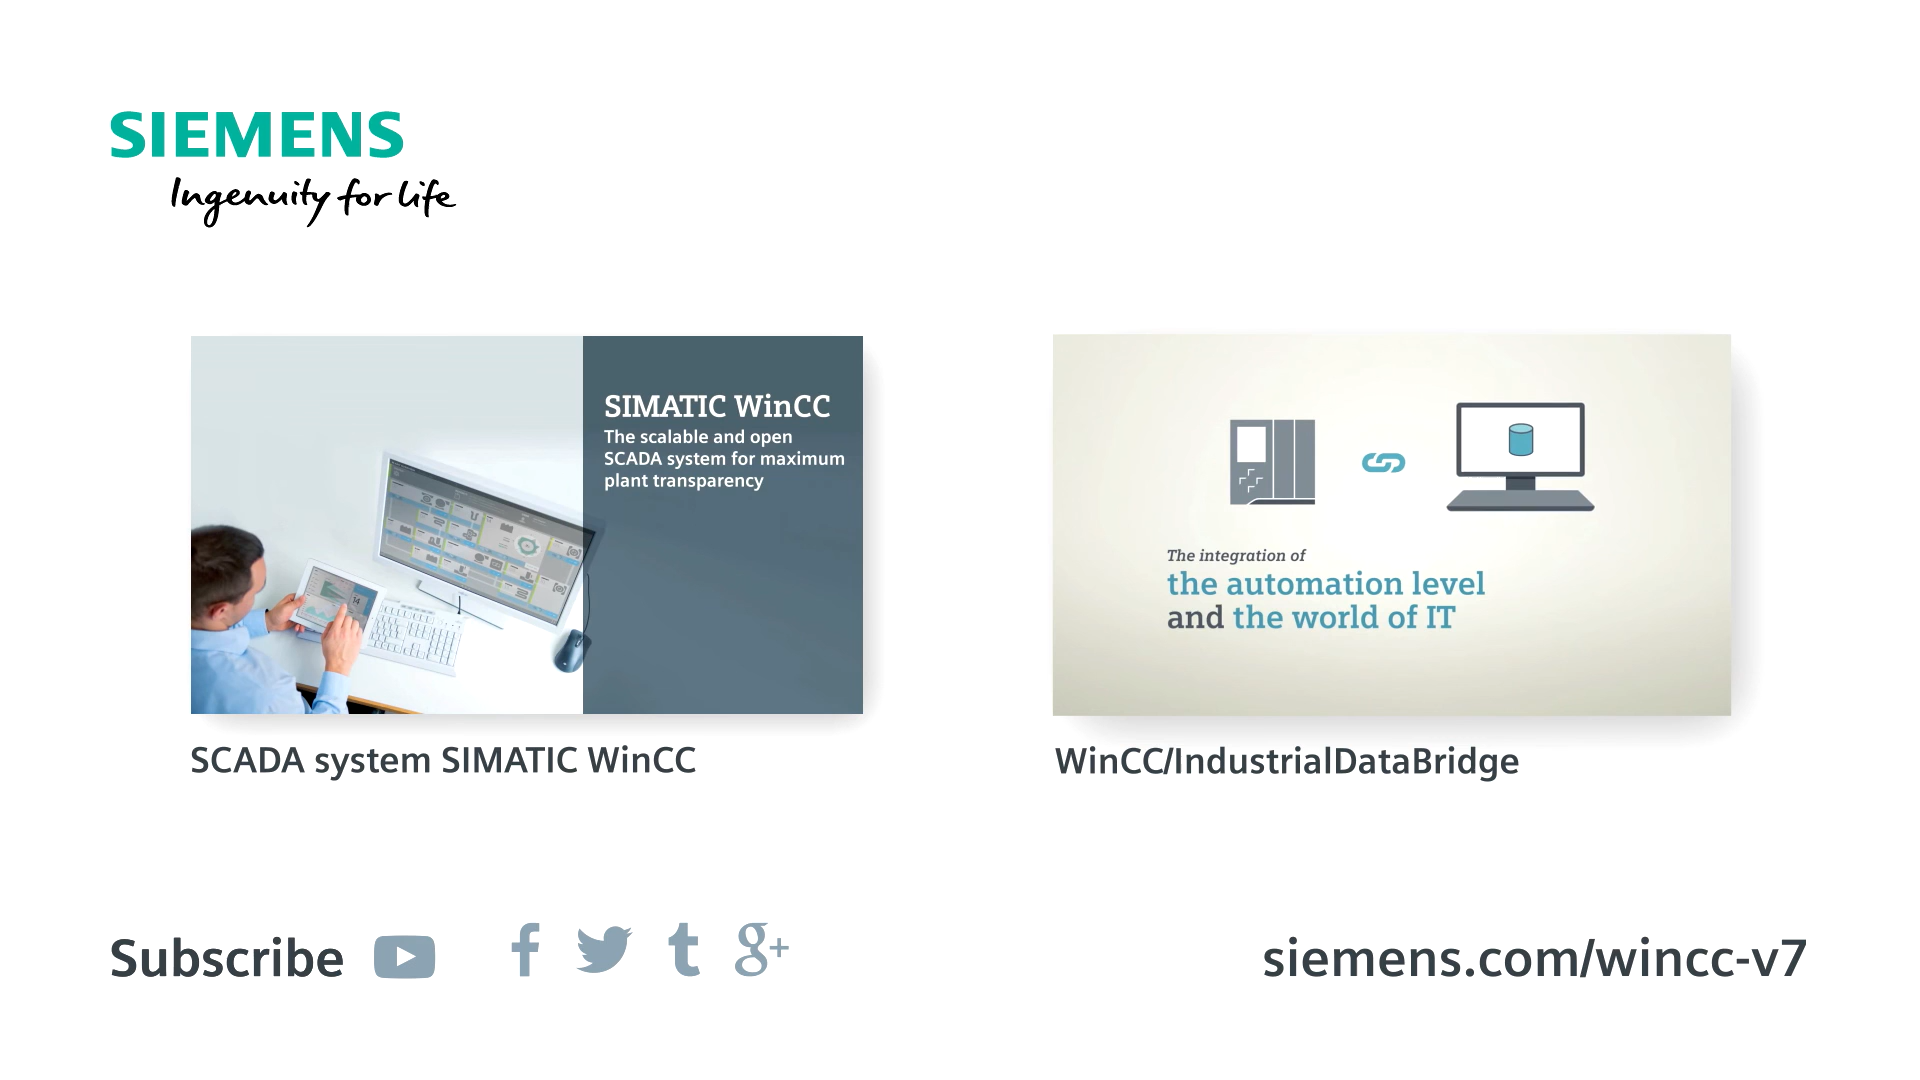 SIEMENS
Ingenuity for life
SIMATIC WinCC
The scalable and open
SCADA system for maximum
plant transparency
SCADA system SIMATIC WinCC
The integration of
the automation level
and the world of IT
WinCC/IndustrialDataBridge
Subscribe
siemens.com/wincc-v7